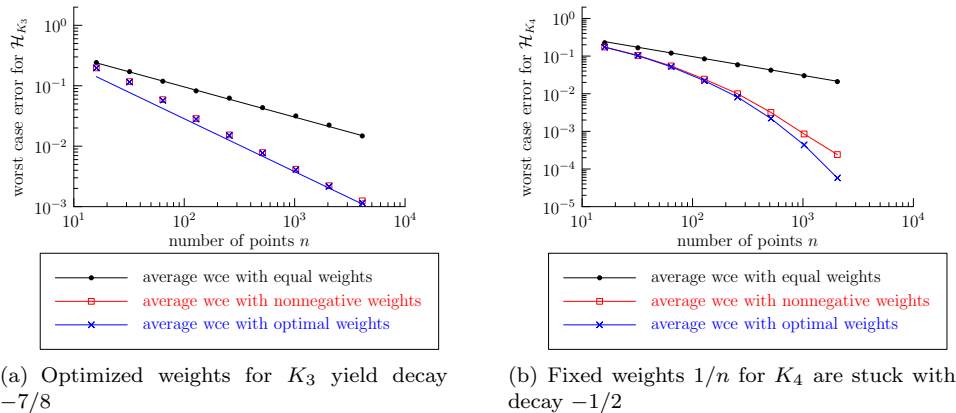 worst case error for $\mathcal{H}_{K_3}$
10^0
10^{-1}
10^{-2}
10^{-3}
10^1
10^2
10^3
10^4
number of points n
average wce with equal weights
average wce with nonnegative weights
average wce with optimal weights
(a) Optimized weights for K_3 yield decay
−7/8
worst case error for $\mathcal{H}_{K_4}$
10^0
10^{-1}
10^{-2}
10^{-3}
10^{-4}
10^{-5}
10^1
10^2
10^3
10^4
number of points n
average wce with equal weights
average wce with nonnegative weights
average wce with optimal weights
(b) Fixed weights 1/n for K_4 are stuck with
decay −1/2